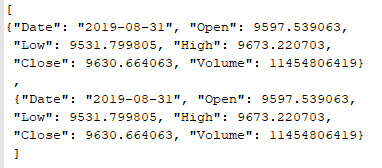 [
{"Date": "2019-08-31", "Open": 9597.539063,
"Low": 9531.799805, "High": 9673.220703,
"Close": 9630.664063, "Volume": 11454806419}
,
{"Date": "2019-08-31", "Open": 9597.539063,
"Low": 9531.799805, "High": 9673.220703,
"Close": 9630.664063, "Volume": 11454806419}
]